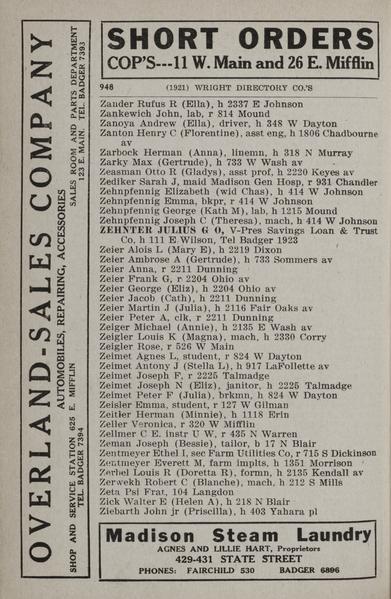 SHORT ORDERS
COP'S---11 W. Main and 26 E. Mifflin
948 (1921) WRIGHT DIRECTORY CO.'S
Zander Rufus R (Ella), h 2337 E Johnson
Zankewich John, lab, r 814 Mound
Zanoya Andrew (Ella), driver, h 348 W Dayton
Zanton Henry C (Florentine), asst eng, h 1806 Chadbourne
av
Zarbock Herman (Anna), linemn, h 318 N Murray
Zarky Max (Gertrude), h 733 W Wash av
Zeasman Otto R (Gladys), asst prof, h 2220 Keyes av
Zediker Sarah J, maid Madison Gen Hosp, r 931 Chandler
Zehnpfennig Elizabeth (wid Chas), h 414 W Johnson
Zehnpfennig Emma, bkpr, r 414 W Johnson
Zehnpfennig George (Kath M), lab, h 1215 Mound
Zehnpfennig Joseph C (Theresa), mach, h 414 W Johnson
ZEHNTER JULIUS G O, V-Pres Savings Loan & Trust
Co, h 111 E Wilson, Tel Badger 1923
Zeier Alois L (Mary E), h 2219 Dixon
Zeier Ambrose A (Gertrude), h 733 Sommers av
Zeier Anna, r 2211 Dunning
Zeier Frank G, r 2204 Ohio av
Zeier George (Eliz), h 2204 Ohio av
Zeier Jacob (Cath), h 2211 Dunning
Zeier Martin J (Julia), h 2116 Fair Oaks av
Zeier Peter A, clk, r 2211 Dunning
Zeiger Michael (Annie), h 2135 E Wash av
Zeigler Louis K (Magna), mach, h 2330 Corry
Zeigler Rose, r 526 W Main
Zeimet Agnes L, student, r 824 W Dayton
Zeimet Antony J (Stella L), h 917 LaFollette av
Zeimet Joseph F, r 2225 Talmadge
Zeimet Joseph N (Eliz), janitor, h 2225 Talmadge
Zeimet Peter F (Julia), brkmn, h 824 W Dayton
Zeisler Emma, student, r 127 W Gilman
Zeitler Herman (Minnie), h 1118 Erin
Zeller Veronica, r 320 W Mifflin
Zellmer C E, instr U W, r 435 N Warren
Zeman Joseph (Bessie), tailor, b 17 N Blair
Zentmeyer Ethel I, sec Farm Utilities Co, r 715 S Dickinson
Zentmeyer Everett M, farm implts, h 1351 Morrison
Zerbel Louis R (Doretta R), formn, h 2135 Kendall av
Zerwekh Robert C (Blanche), mach, h 212 S Mills
Zeta Psi Frat, 104 Langdon
Zick Walter E (Helen A), h 218 N Blair
Ziebarth John jr (Priscilla), h 403 Yahara pl
Madison Steam Laundry
AGNES AND LILLIE HART, Proprietors
429-431 STATE STREET
PHONES: FAIRCHILD 530 BADGER 6896
OVERLAND-SALES COMPANY
AUTOMOBILES, REPAIRING, ACCESSORIES
SHOP AND SERVICE STATION 625 E. MIFFLIN
TEL. BADGER 7394
SALES ROOM AND PARTS DEPARTMENT
123 E. MAIN. TEL. BADGER 7393